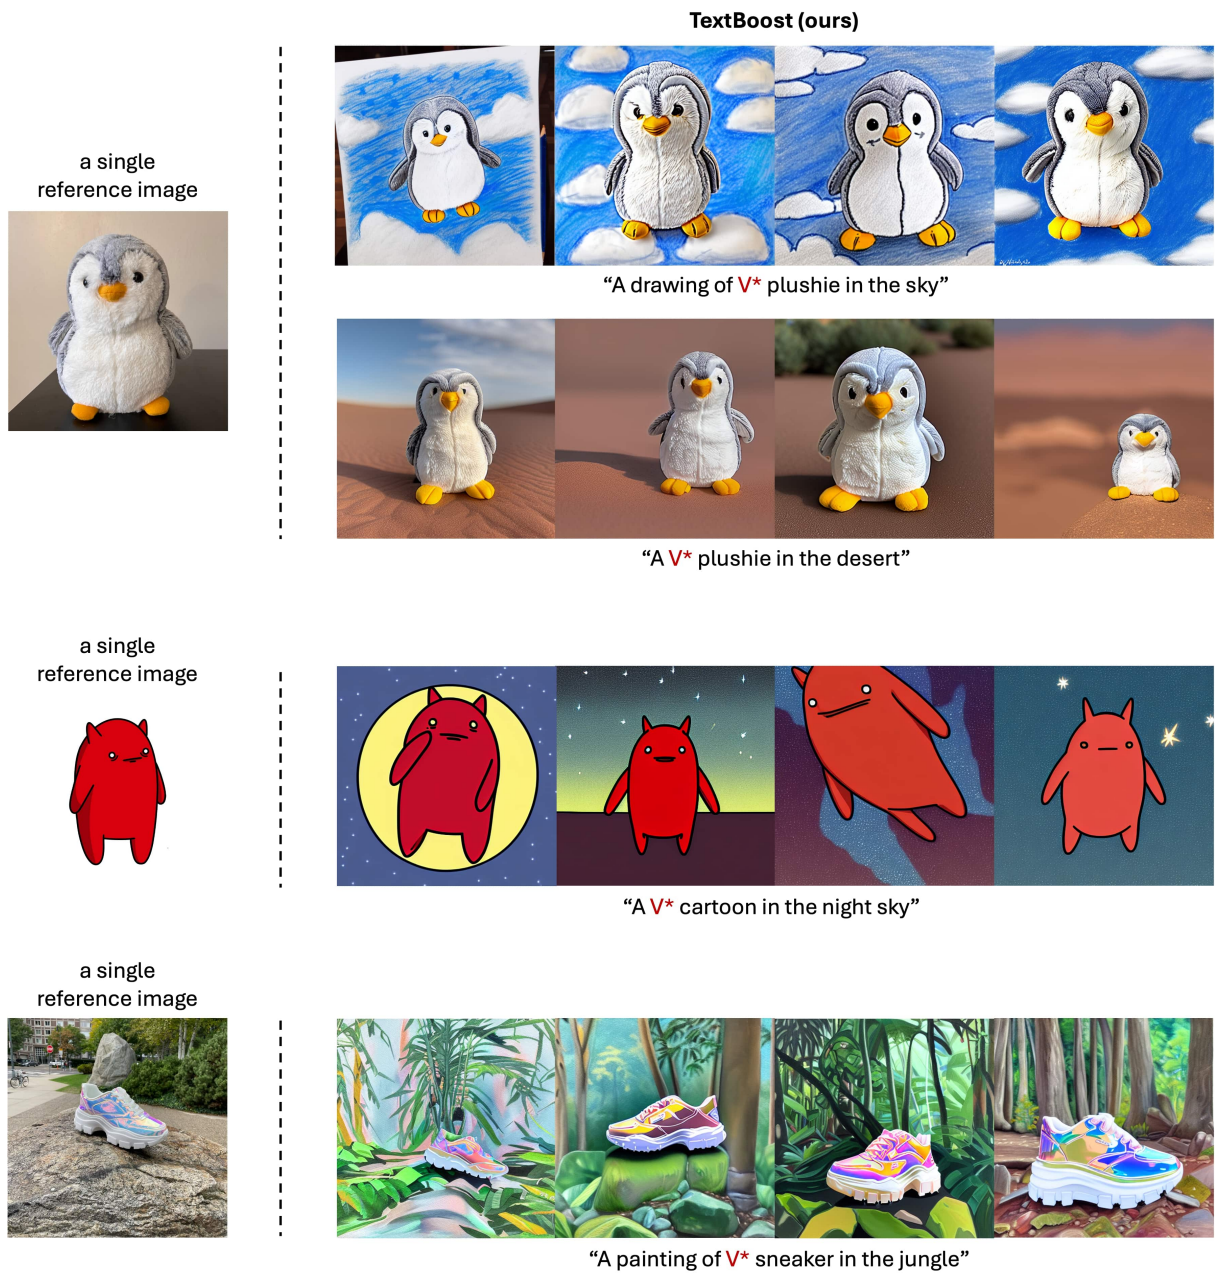 TextBoost (ours)
a single
reference image
“A drawing of V* plushie in the sky”
“A V* plushie in the desert”
a single
reference image
“A V* cartoon in the night sky”
a single
reference image
“A painting of V* sneaker in the jungle”